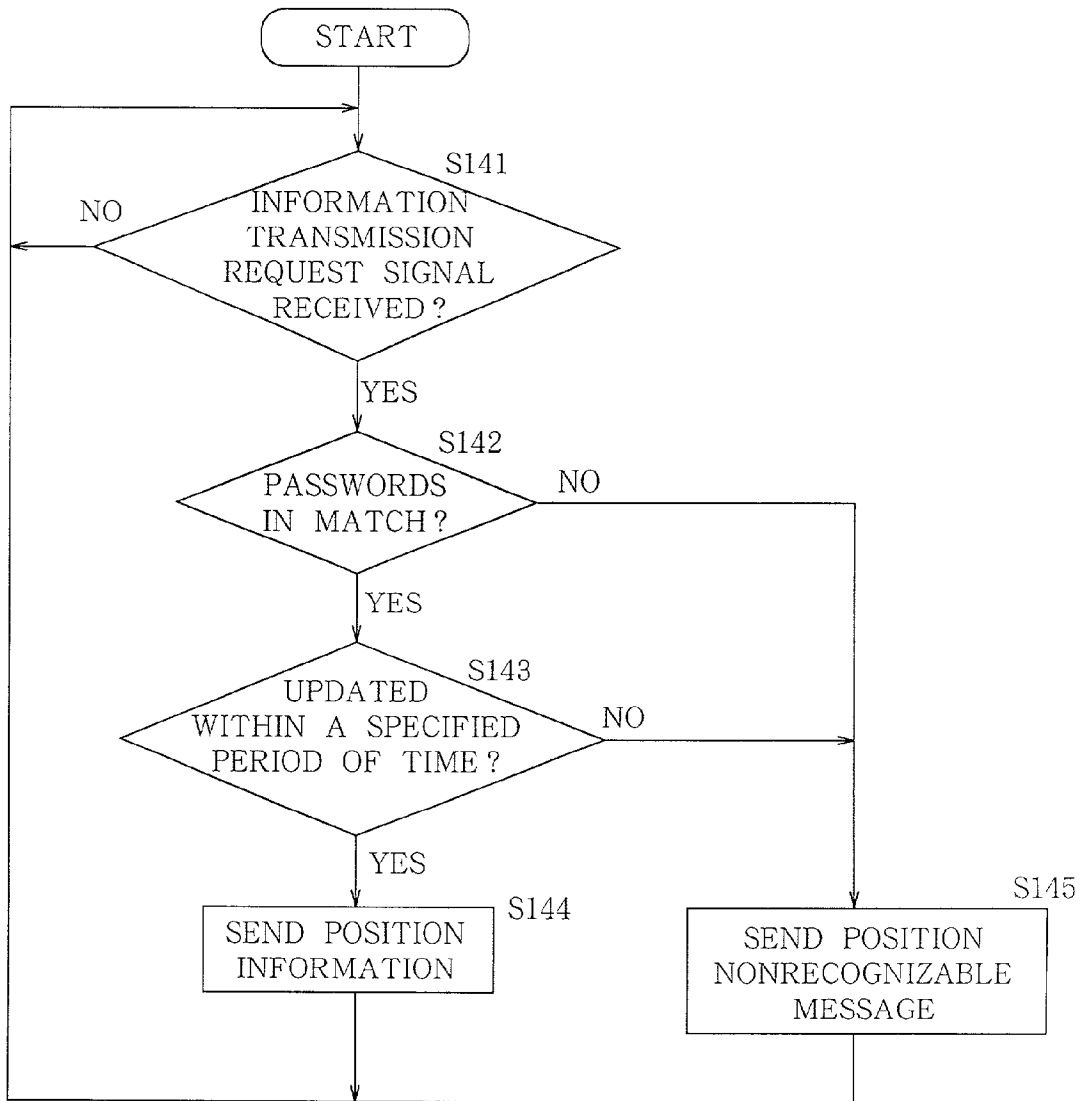 START
S141
INFORMATION
TRANSMISSION
REQUEST SIGNAL
RECEIVED?
NO
YES
S142
PASSWORDS
IN MATCH?
NO
YES
S143
UPDATED
WITHIN A SPECIFIED
PERIOD OF TIME?
NO
YES
S144
SEND POSITION
INFORMATION
S145
SEND POSITION
NONRECOGNIZABLE
MESSAGE